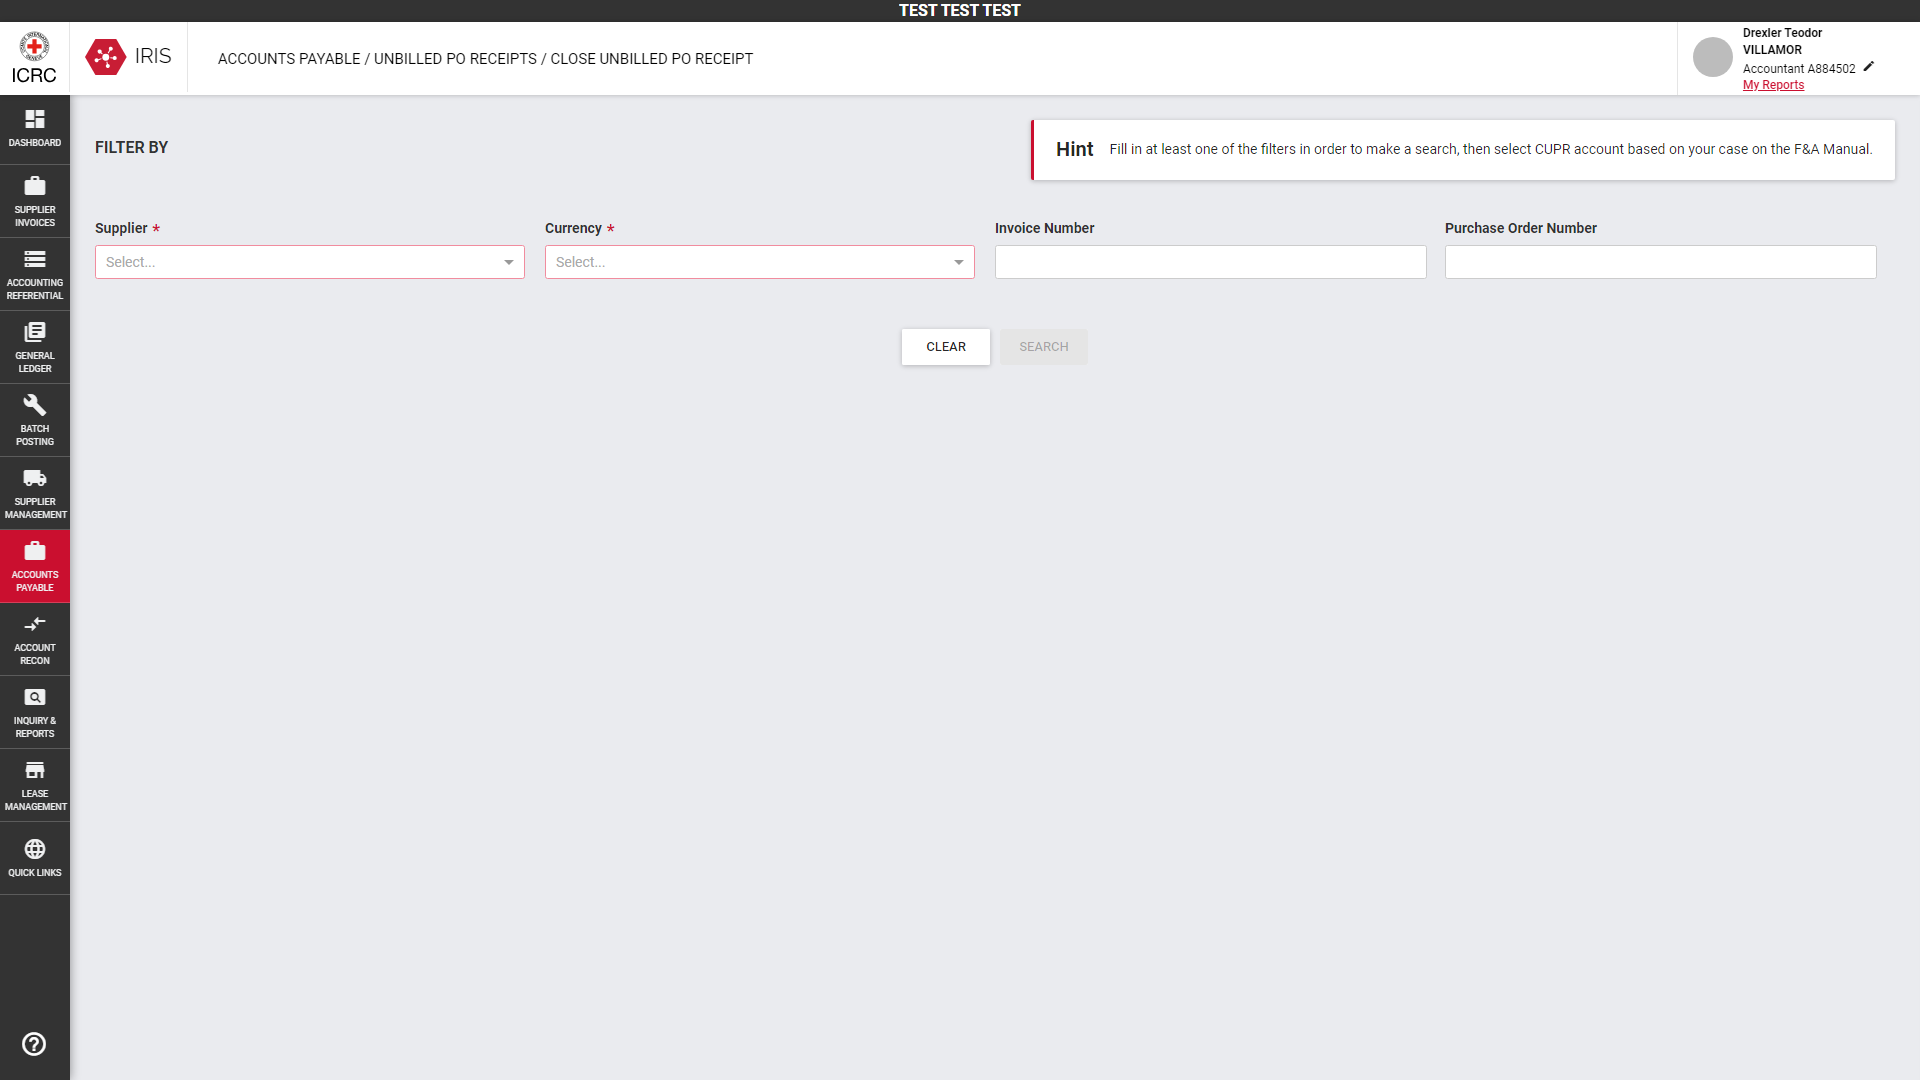 TEST TEST TEST
ICRC
IRIS
ACCOUNTS PAYABLE / UNBILLED PO RECEIPTS / CLOSE UNBILLED PO RECEIPT
Drexler Teodor
VILLAMOR
Accountant A884502
My Reports
DASHBOARD
SUPPLIER
INVOICES
ACCOUNTING
REFERENTIAL
GENERAL
LEDGER
BATCH
POSTING
SUPPLIER
MANAGEMENT
ACCOUNTS
PAYABLE
ACCOUNT
RECON
INQUIRY &
REPORTS
LEASE
MANAGEMENT
QUICK LINKS
FILTER BY
Hint Fill in at least one of the filters in order to make a search, then select CUPR account based on your case on the F&A Manual.
Supplier * Currency * Invoice Number Purchase Order Number
Select... Select...
CLEAR SEARCH